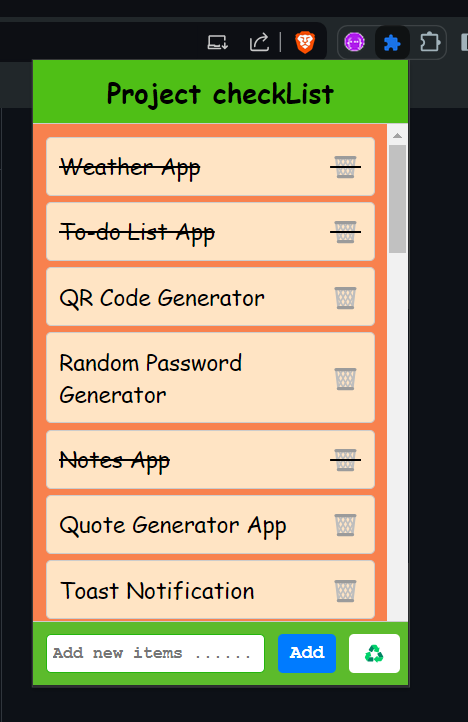 Project checkList
Weather App
To-do List App
QR Code Generator
Random Password
Generator
Notes App
Quote Generator App
Toast Notification
Add new items ......
Add